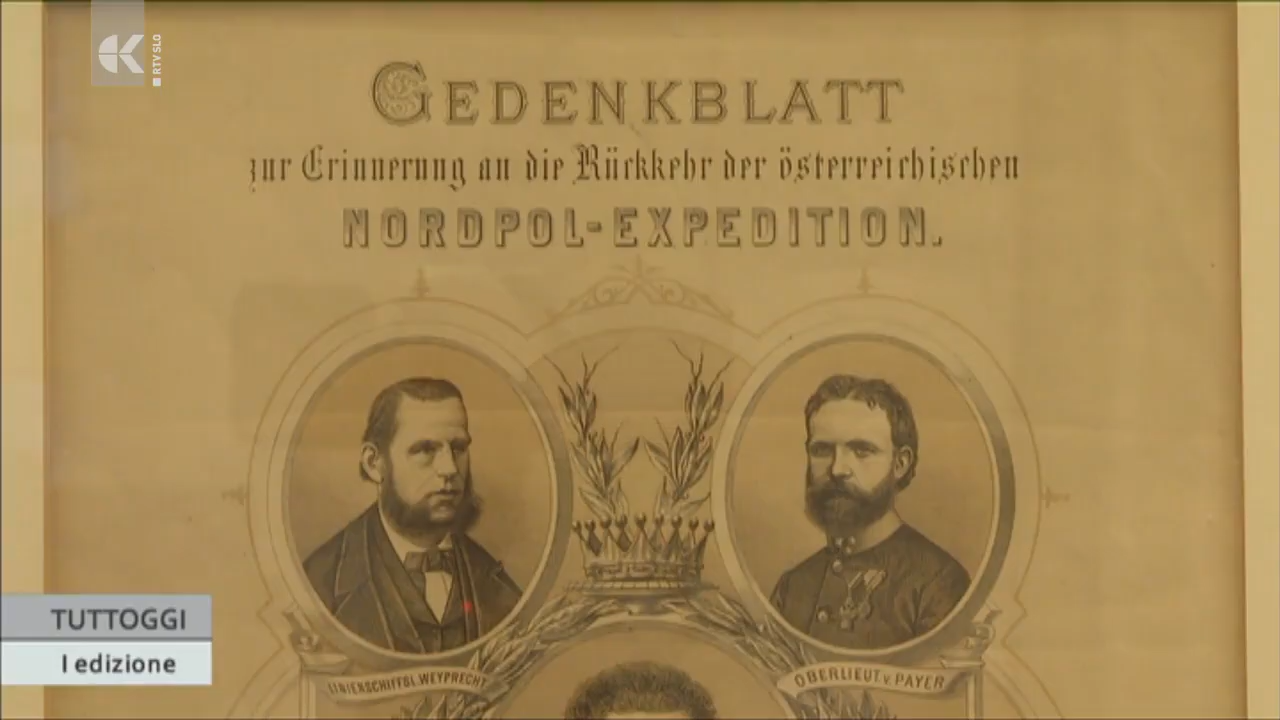 RTV SLO
GEDENKBLATT
zur Erinnerung an die Rückkehr der österreichischen
NORDPOL-EXPEDITION.
LINIENSCHIFFSL. WEYPRECHT
OBERLIEUT. v. PAYER
TUTTOGGI
I edizione